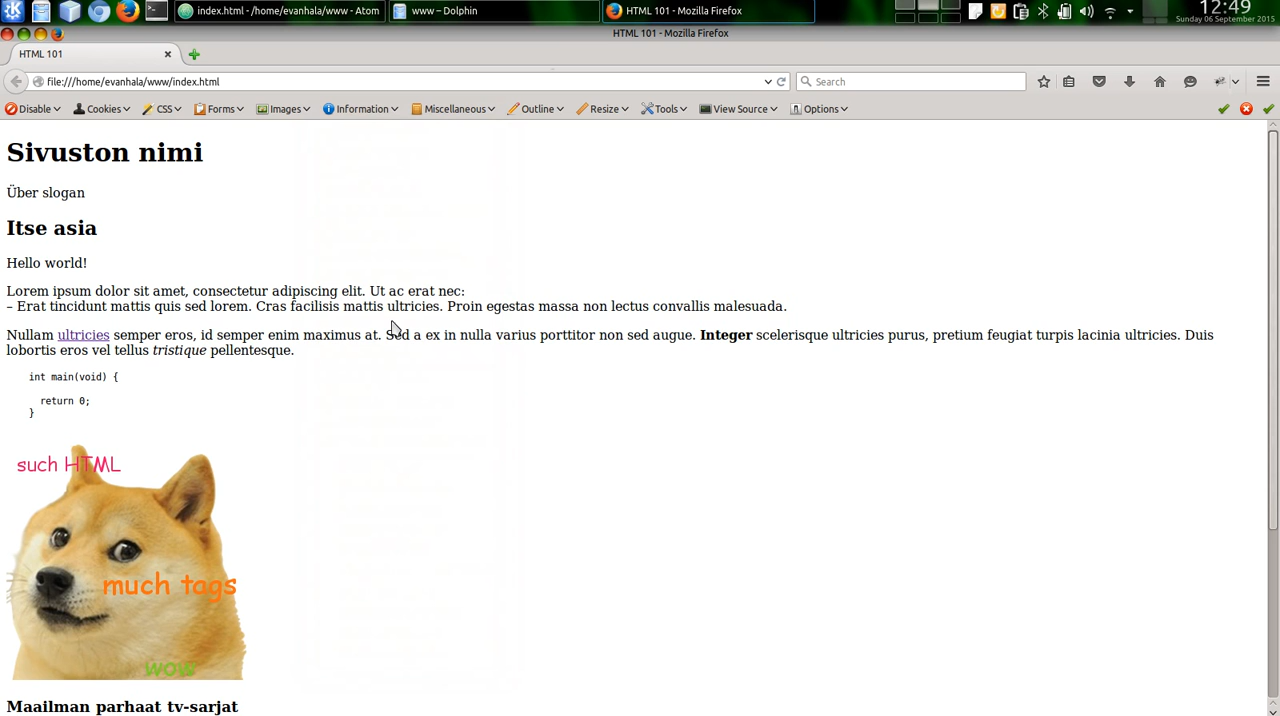 index.html - /home/evanhala/www - Atom
www – Dolphin
HTML 101 - Mozilla Firefox
12:49
Sunday 06 September 2015
HTML 101 - Mozilla Firefox
HTML 101
file:///home/evanhala/www/index.html
Search
Disable Cookies CSS Forms Images Information Miscellaneous Outline Resize Tools View Source Options
Sivuston nimi
Über slogan
Itse asia
Hello world!
Lorem ipsum dolor sit amet, consectetur adipiscing elit. Ut ac erat nec:
– Erat tincidunt mattis quis sed lorem. Cras facilisis mattis ultricies. Proin egestas massa non lectus convallis malesuada.
Nullam ultricies semper eros, id semper enim maximus at. Sed a ex in nulla varius porttitor non sed augue. Integer scelerisque ultricies purus, pretium feugiat turpis lacinia ultricies. Duis
lobortis eros vel tellus tristique pellentesque.
int main(void) {
return 0;
}
such HTML
much tags
wow
Maailman parhaat tv-sarjat